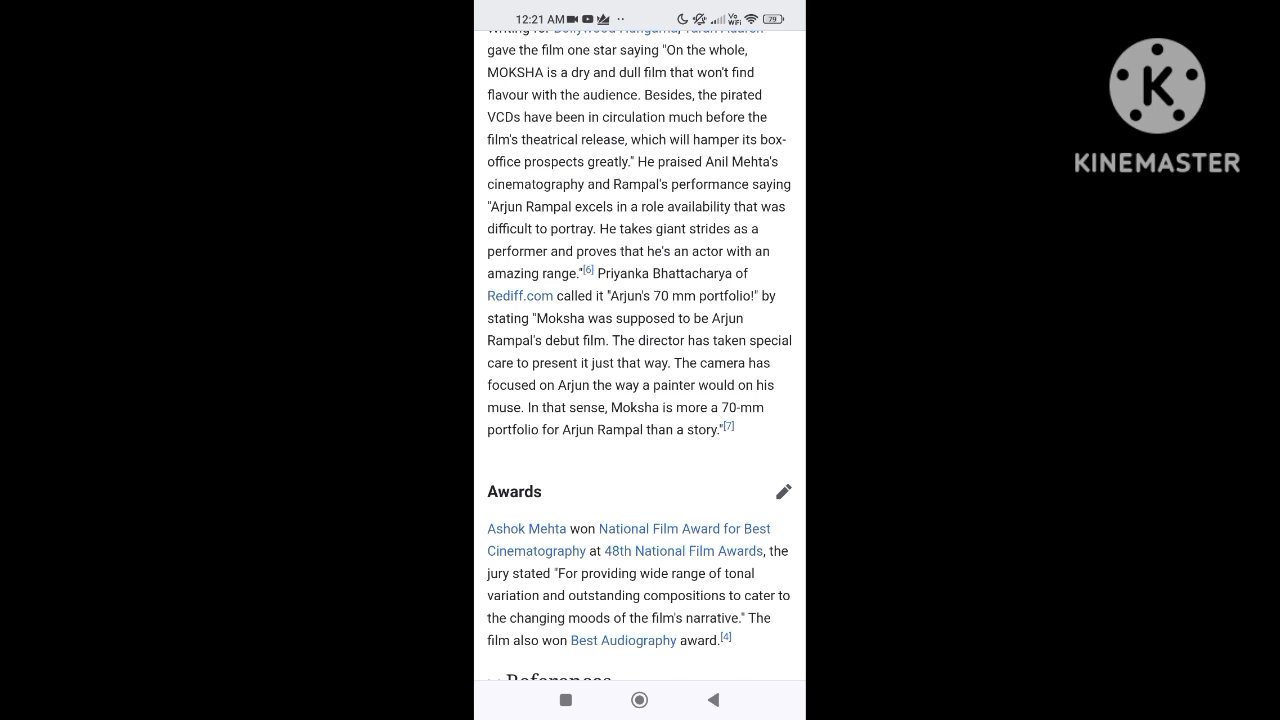 12:21 AM
Vo
WiFi
79
KINEMASTER
K
Writing for Bollywood Hungama, Taran Adarsh
gave the film one star saying "On the whole,
MOKSHA is a dry and dull film that won't find
flavour with the audience. Besides, the pirated
VCDs have been in circulation much before the
film's theatrical release, which will hamper its box-
office prospects greatly." He praised Anil Mehta's
cinematography and Rampal's performance saying
"Arjun Rampal excels in a role availability that was
difficult to portray. He takes giant strides as a
performer and proves that he's an actor with an
amazing range."[6] Priyanka Bhattacharya of
Rediff.com called it "Arjun's 70 mm portfolio!" by
stating "Moksha was supposed to be Arjun
Rampal's debut film. The director has taken special
care to present it just that way. The camera has
focused on Arjun the way a painter would on his
muse. In that sense, Moksha is more a 70-mm
portfolio for Arjun Rampal than a story."[7]
Awards
Ashok Mehta won National Film Award for Best
Cinematography at 48th National Film Awards, the
jury stated "For providing wide range of tonal
variation and outstanding compositions to cater to
the changing moods of the film's narrative." The
film also won Best Audiography award.[4]
References